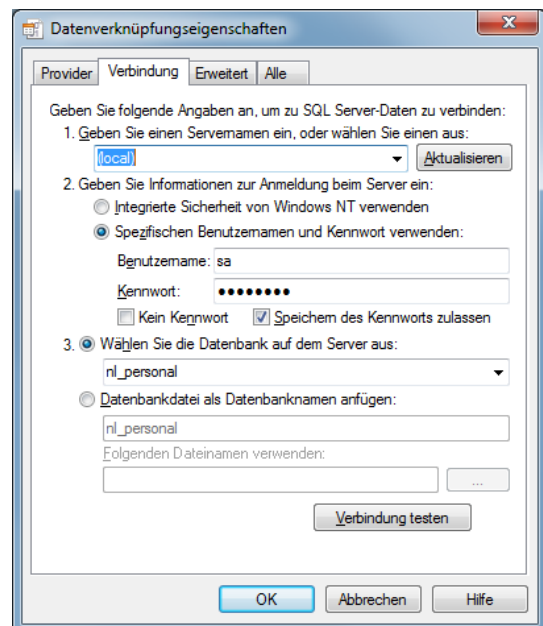 Datenverknüpfungseigenschaften
Provider Verbindung Erweitert Alle
Geben Sie folgende Angaben an, um zu SQL Server-Daten zu verbinden:
1. Geben Sie einen Servernamen ein, oder wählen Sie einen aus:
(local) Aktualisieren
2. Geben Sie Informationen zur Anmeldung beim Server ein:
Integrierte Sicherheit von Windows NT verwenden
Spezifischen Benutzernamen und Kennwort verwenden:
Benutzername: sa
Kennwort: ●●●●●●●●
Kein Kennwort Speichern des Kennworts zulassen
3. Wählen Sie die Datenbank auf dem Server aus:
nl_personal
Datenbankdatei als Datenbanknamen anfügen:
nl_personal
Folgenden Dateinamen verwenden:
...
Verbindung testen
OK Abbrechen Hilfe